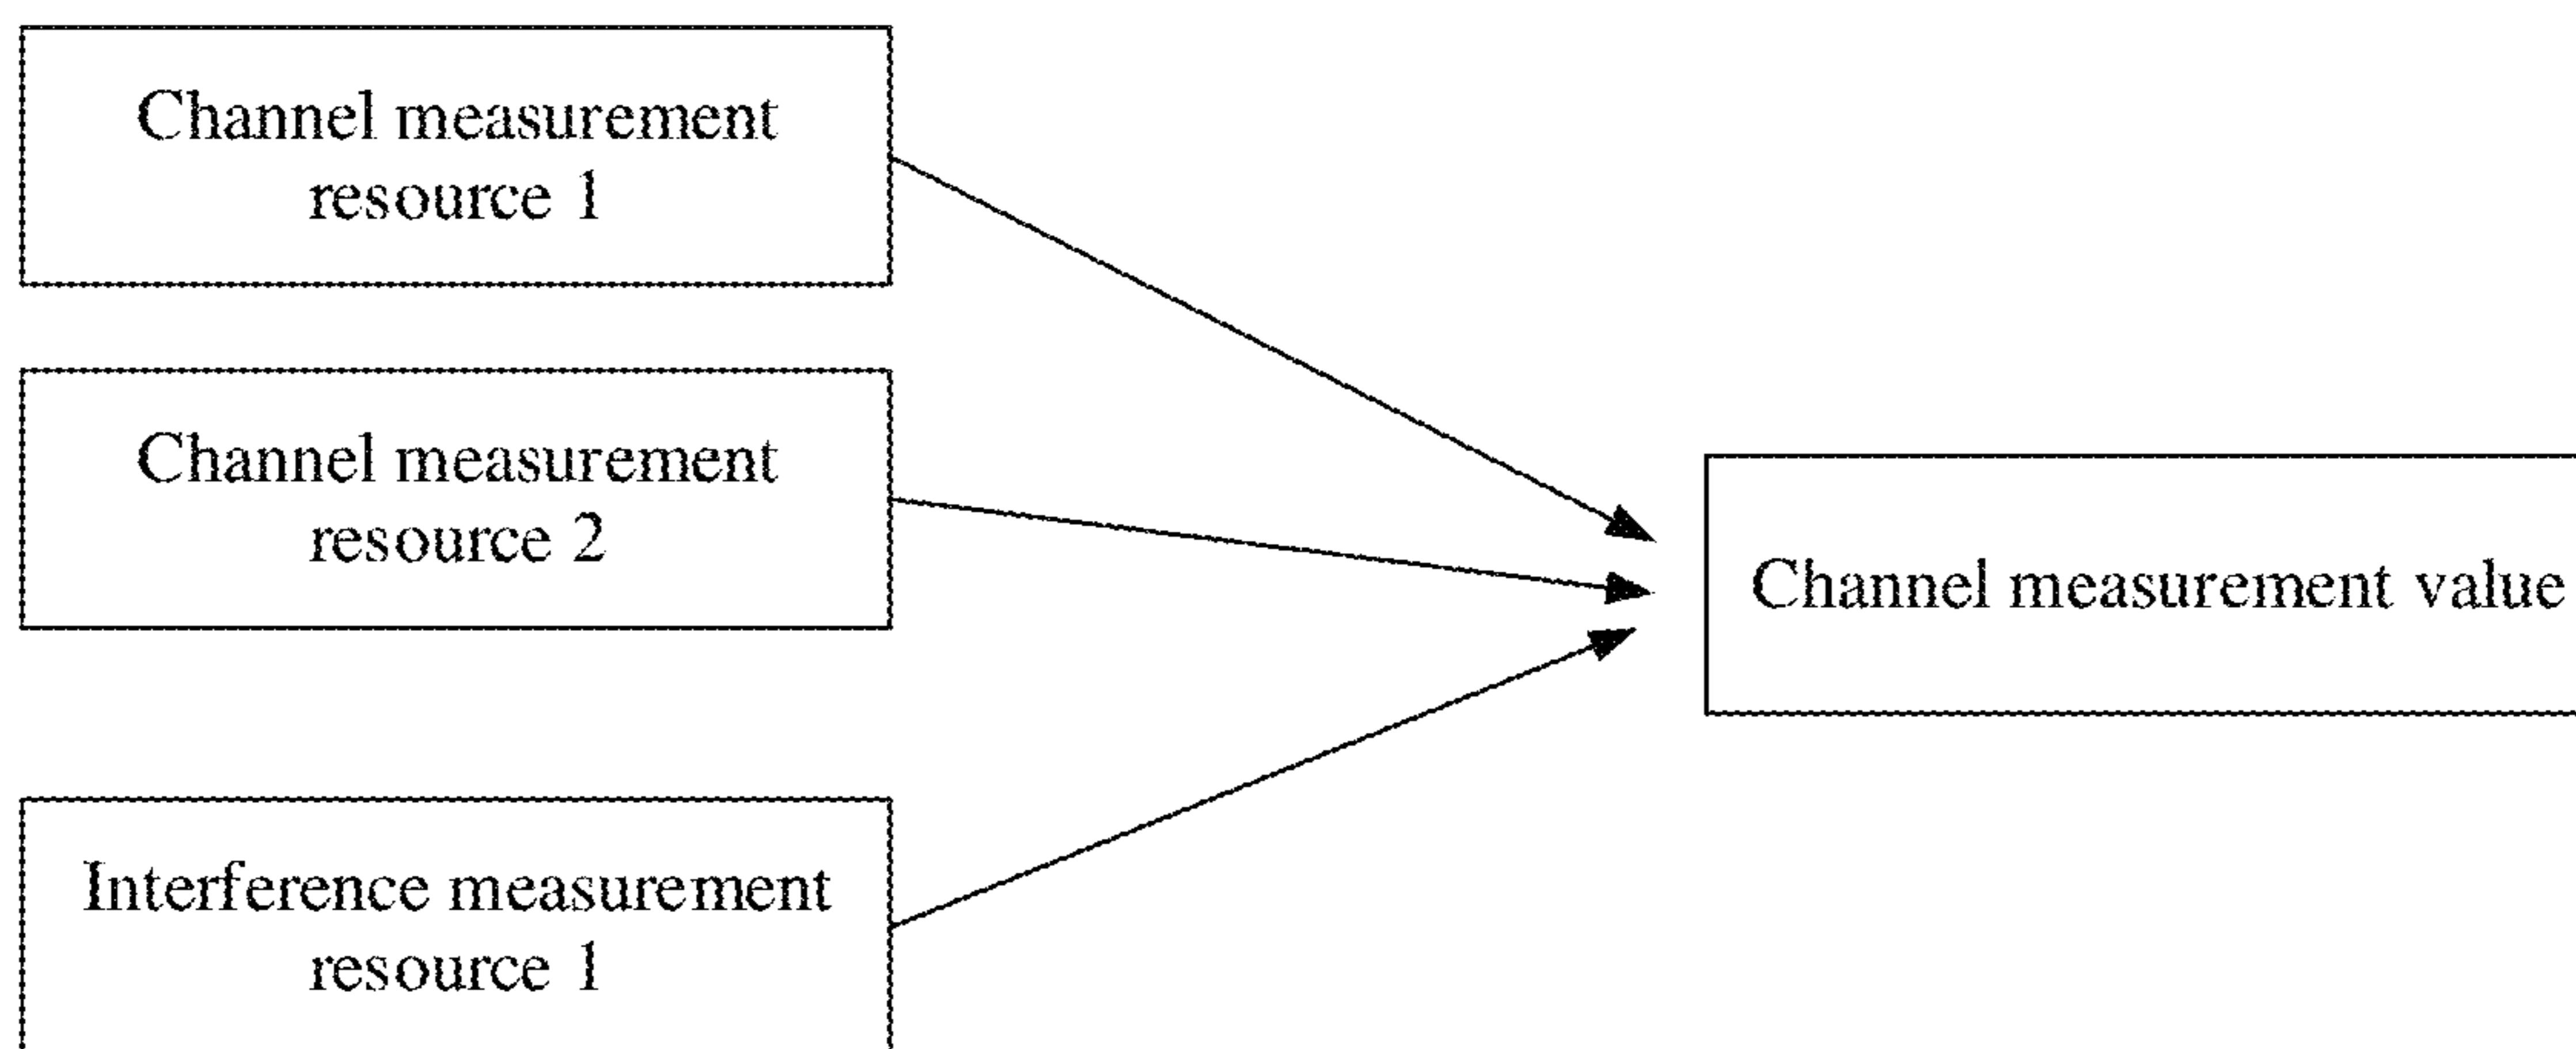 Channel measurement
resource 1
Channel measurement
resource 2
Channel measurement value
Interference measurement
resource 1